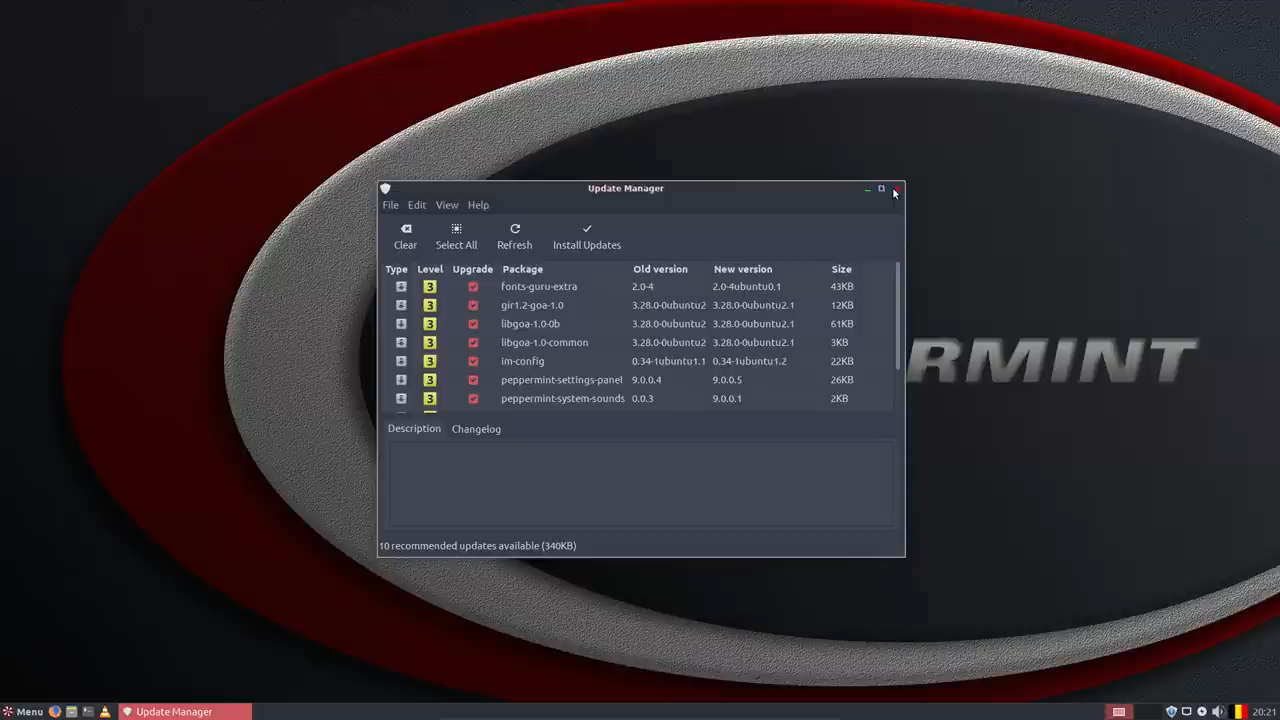 Update Manager
File Edit View Help
Clear Select All Refresh Install Updates
Type Level Upgrade Package Old version New version Size
3 fonts-guru-extra 2.0-4 2.0-4ubuntu0.1 43KB
3 gir1.2-goa-1.0 3.28.0-0ubuntu2 3.28.0-0ubuntu2.1 12KB
3 libgoa-1.0-0b 3.28.0-0ubuntu2 3.28.0-0ubuntu2.1 61KB
3 libgoa-1.0-common 3.28.0-0ubuntu2 3.28.0-0ubuntu2.1 3KB
3 im-config 0.34-1ubuntu1.1 0.34-1ubuntu1.2 22KB
3 peppermint-settings-panel 9.0.0.4 9.0.0.5 26KB
3 peppermint-system-sounds 0.0.3 9.0.0.1 2KB
RMINT
Description Changelog
10 recommended updates available (340KB)
Menu Update Manager 20:21